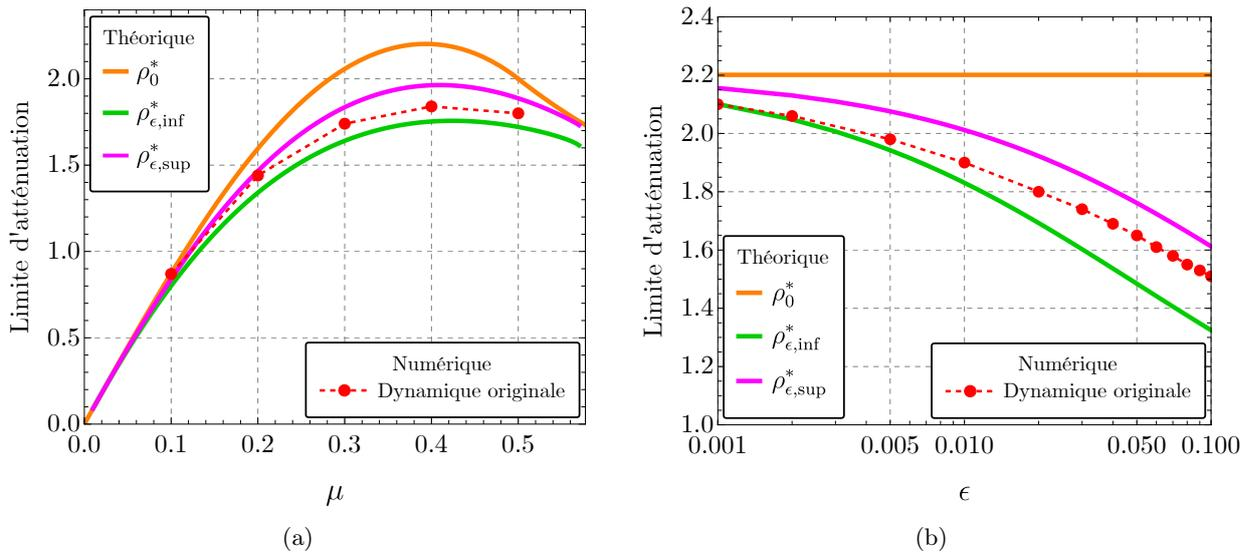 Limite d'atténuation
2.0
1.5
1.0
0.5
0.0
Théorique
ρ₀*
ρ*ϵ,inf
ρ*ϵ,sup
Numérique
Dynamique originale
0.0 0.1 0.2 0.3 0.4 0.5
μ
(a)
Limite d'atténuation
2.4
2.2
2.0
1.8
1.6
1.4
1.2
1.0
Théorique
ρ₀*
ρ*ϵ,inf
ρ*ϵ,sup
Numérique
Dynamique originale
0.001 0.005 0.010 0.050 0.100
ϵ
(b)